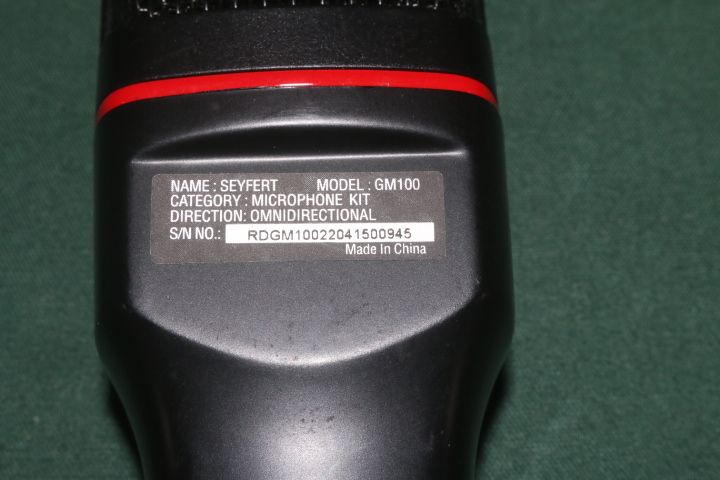 NAME : SEYFERT MODEL : GM100
CATEGORY : MICROPHONE KIT
DIRECTION: OMNIDIRECTIONAL
S/N NO.: RDGM10022041500945
Made In China